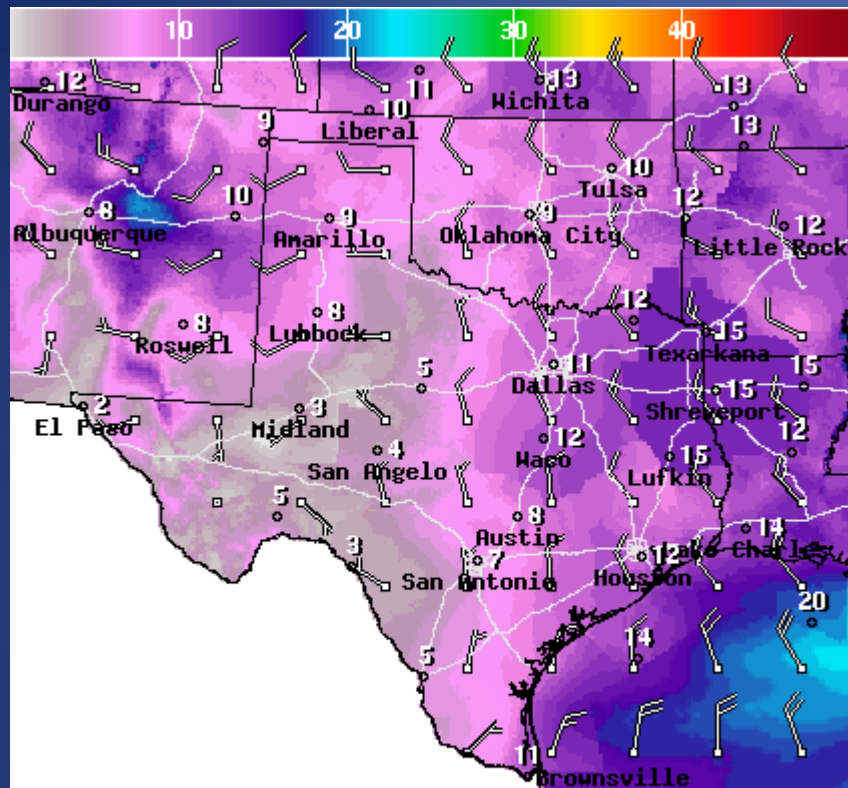 10 20 30 40
12 11 13 13
Durango Wichita
10
Liberal
9 13
10
Tulsa
8 10 9 9 12 12
Albuquerque Amarillo Oklahoma City Little Rock
8 8 12 15
Roswell Lubbock Texarkana
5 11 15 15
Dallas
2 3 Shreveport
El Paso Midland
4 12 15 12
San Angelo Waco Lufkin
5 8 14
Austin
3 7 12 Lake Charles
San Antonio Houston
20
14
5
11
Brownsville